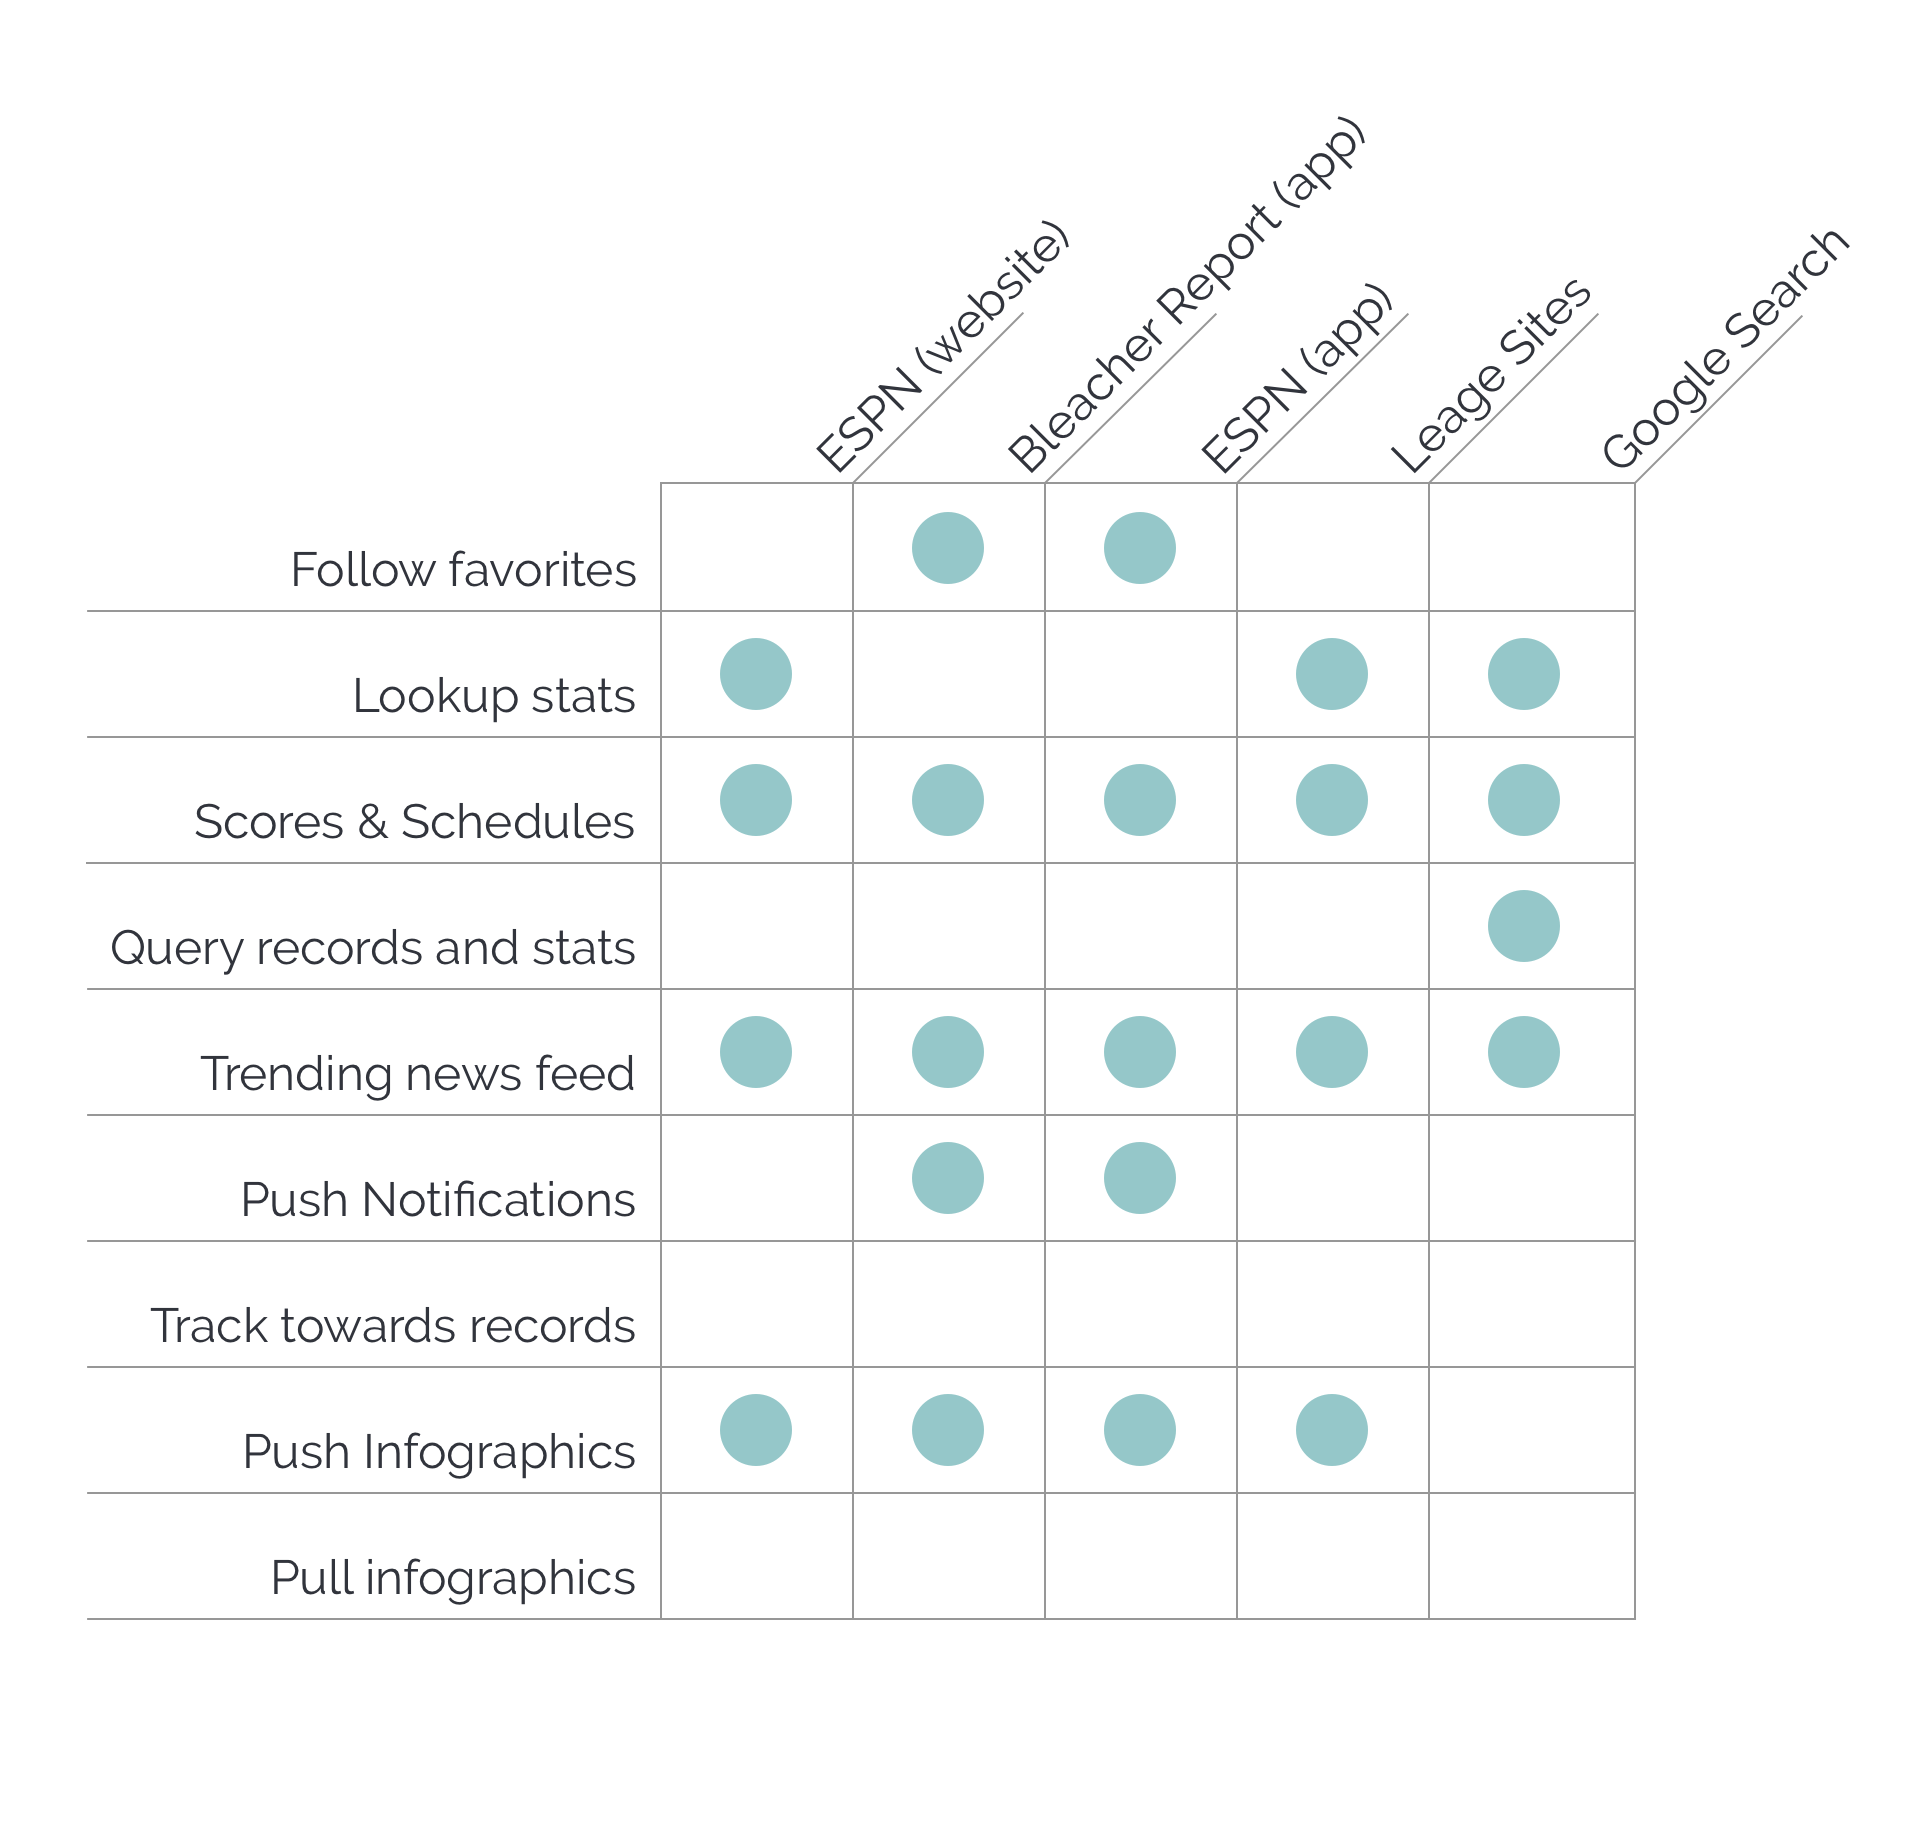 ESPN (website)
Bleacher Report (app)
ESPN (app)
Leage Sites
Google Search
Follow favorites
Lookup stats
Scores & Schedules
Query records and stats
Trending news feed
Push Notifications
Track towards records
Push Infographics
Pull infographics